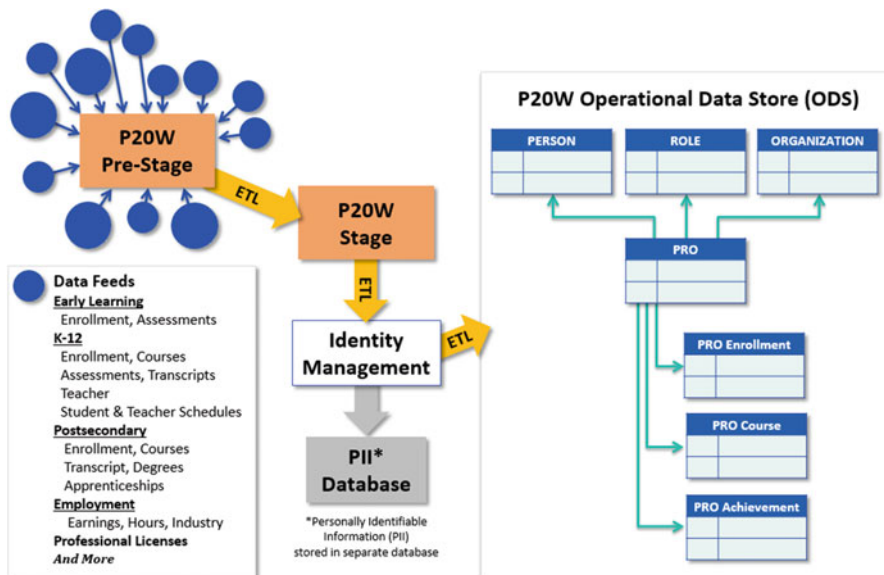 P20W
Pre-Stage
ETL
P20W
Stage
ETL
Identity
Management
ETL
PII*
Database
*Personally Identifiable
Information (PII)
stored in separate database
Data Feeds
Early Learning
Enrollment, Assessments
K-12
Enrollment, Courses
Assessments, Transcripts
Teacher
Student & Teacher Schedules
Postsecondary
Enrollment, Courses
Transcript, Degrees
Apprenticeships
Employment
Earnings, Hours, Industry
Professional Licenses
And More
P20W Operational Data Store (ODS)
PERSON
ROLE
ORGANIZATION
PRO
PRO Enrollment
PRO Course
PRO Achievement